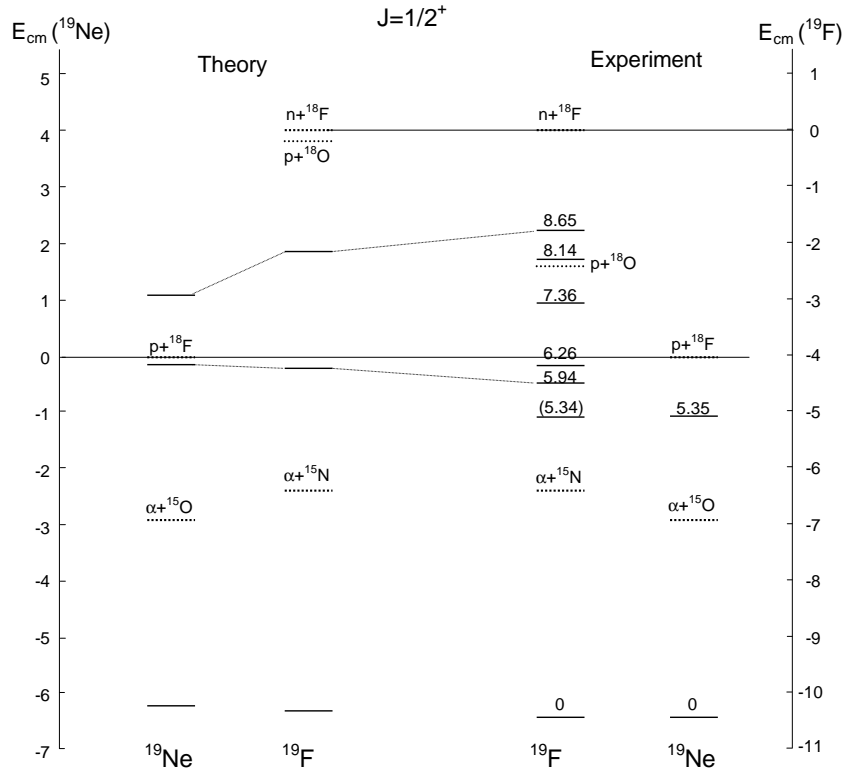 J=1/2⁺
E_cm (¹⁹Ne)
E_cm (¹⁹F)
Theory
Experiment
5
4
3
2
1
0
-1
-2
-3
-4
-5
-6
-7
n+¹⁸F
p+¹⁸O
p+¹⁸F
α+¹⁵N
α+¹⁵O
n+¹⁸F
8.65
8.14
p+¹⁸O
7.36
6.26
5.94
(5.34)
α+¹⁵N
0
p+¹⁸F
5.35
α+¹⁵O
0
1
0
-1
-2
-3
-4
-5
-6
-7
-8
-9
-10
-11
¹⁹Ne
¹⁹F
¹⁹F
¹⁹Ne